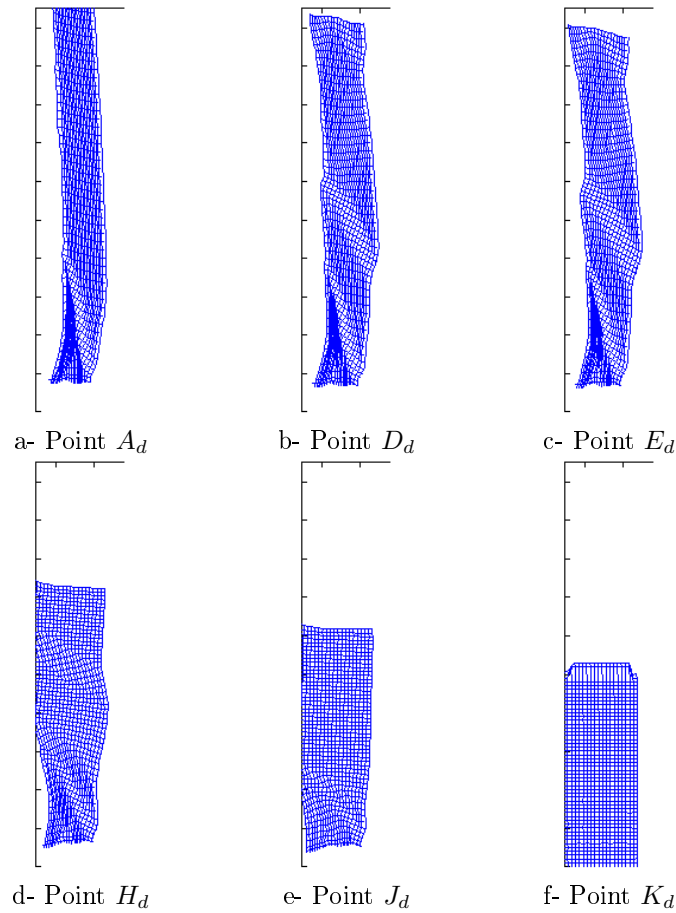 a- Point A_d
b- Point D_d
c- Point E_d
d- Point H_d
e- Point J_d
f- Point K_d